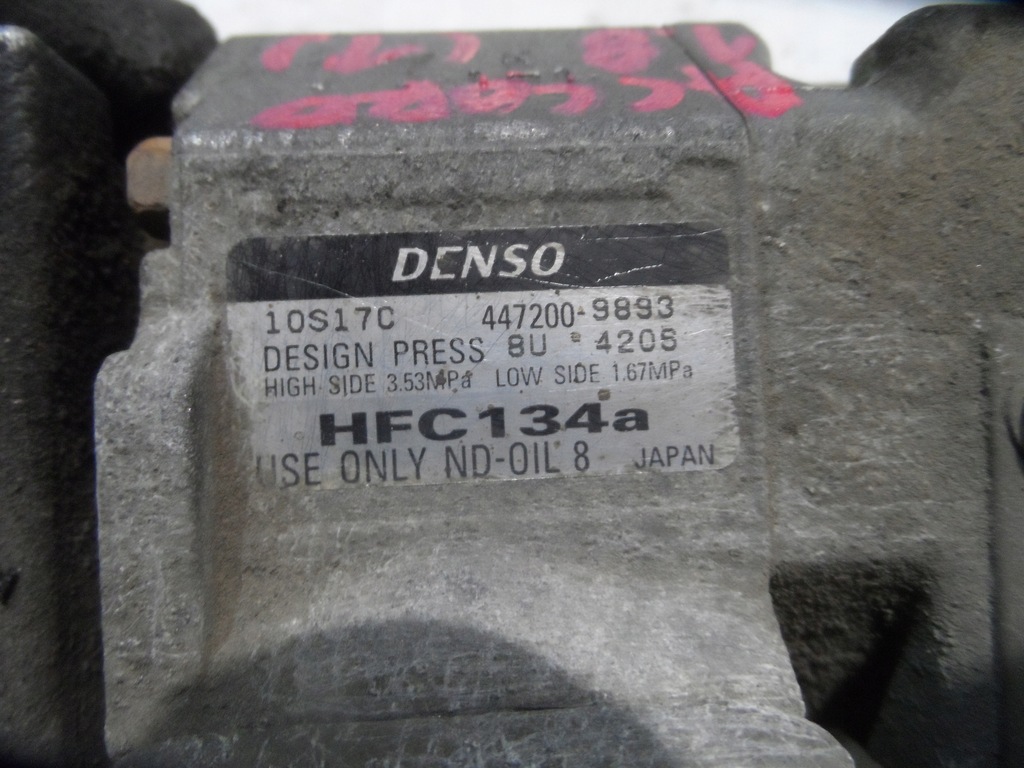 DENSO
10S17C 447200-9893
DESIGN PRESS 8U 420S
HIGH SIDE 3.53MPa LOW SIDE 1.67MPa
HFC134a
USE ONLY ND-OIL 8 JAPAN